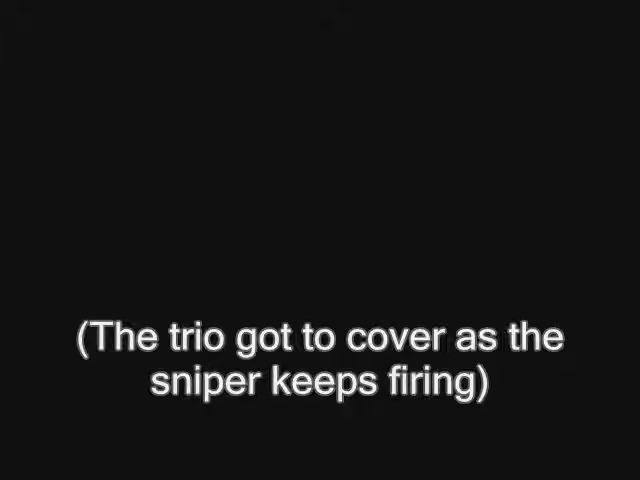 (The trio got to cover as the
sniper keeps firing)